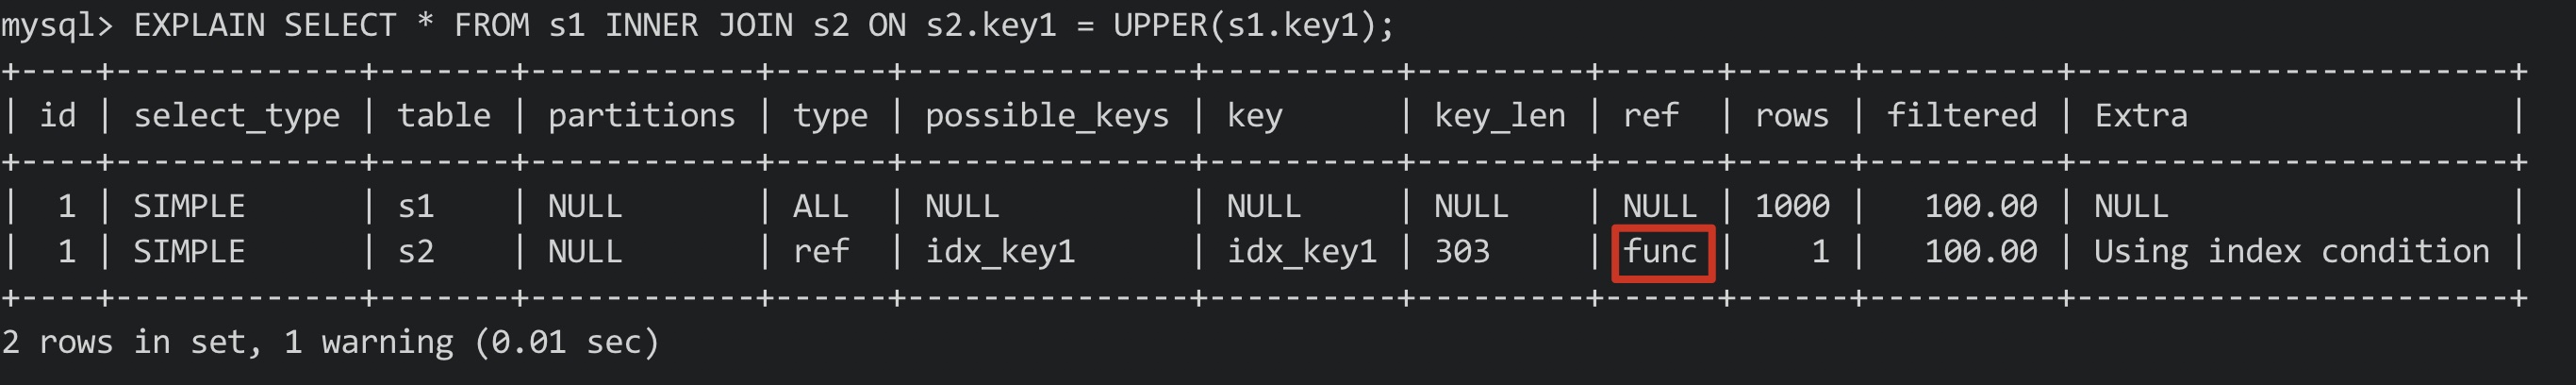 mysql> EXPLAIN SELECT * FROM s1 INNER JOIN s2 ON s2.key1 = UPPER(s1.key1);
+----+-------------+-------+------------+------+---------------+----------+---------+------+------+----------+-----------------------+
| id | select_type | table | partitions | type | possible_keys | key      | key_len | ref  | rows | filtered | Extra                 |
+----+-------------+-------+------------+------+---------------+----------+---------+------+------+----------+-----------------------+
|  1 | SIMPLE      | s1    | NULL       | ALL  | NULL          | NULL     | NULL    | NULL | 1000 |   100.00 | NULL                  |
|  1 | SIMPLE      | s2    | NULL       | ref  | idx_key1      | idx_key1 | 303     | func |    1 |   100.00 | Using index condition |
+----+-------------+-------+------------+------+---------------+----------+---------+------+------+----------+-----------------------+
2 rows in set, 1 warning (0.01 sec)